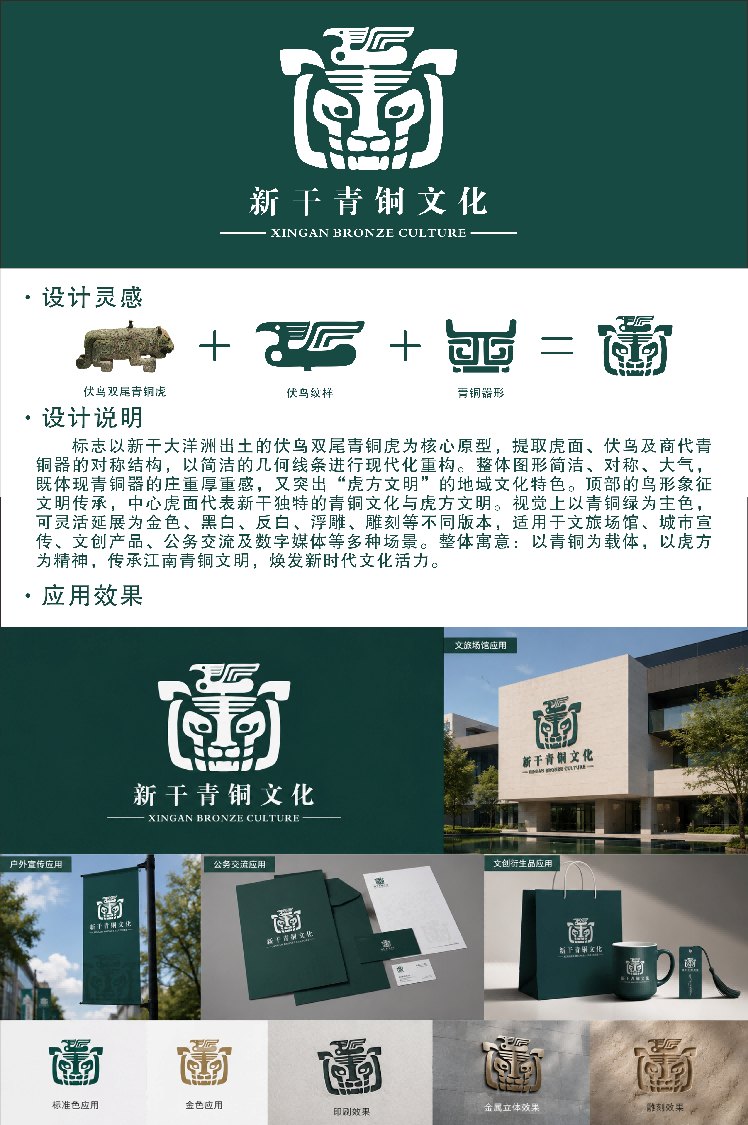 新干青铜文化
XINGAN BRONZE CULTURE
·设计灵感
伏鸟双尾青铜虎
伏鸟纹样
青铜器形
·设计说明
标志以新干大洋洲出土的伏鸟双尾青铜虎为核心原型，提取虎面、伏鸟及商代青
铜器的对称结构，以简洁的几何线条进行现代化重构。整体图形简洁、对称、大气，
既体现青铜器的庄重厚重感，又突出“虎方文明”的地域文化特色。顶部的鸟形象征
文明传承，中心虎面代表新干独特的青铜文化与虎方文明。视觉上以青铜绿为主色，
可灵活延展为金色、黑白、反白、浮雕、雕刻等不同版本，适用于文旅场馆、城市宣
传、文创产品、公务交流及数字媒体等多种场景。整体寓意：以青铜为载体，以虎方
为精神，传承江南青铜文明，焕发新时代文化活力。
·应用效果
新干青铜文化
XINGAN BRONZE CULTURE
文旅场馆应用
新干青铜文化
XINGAN BRONZE CULTURE
户外宣传应用
新干青铜文化
公务交流应用
新干青铜文化
文创衍生品应用
新干青铜文化
新干青铜文化
标准色应用
金色应用
印刷效果
金属立体效果
雕刻效果